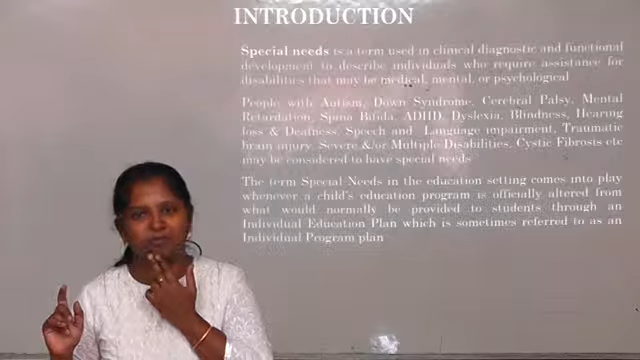 INTRODUCTION
Special needs is a term used in clinical diagnostic and functional
development to describe individuals who require assistance for
disabilities that may be medical, mental, or psychological
People with Autism, Down Syndrome, Cerebral Palsy, Mental
Retardation, Spina Bifida, ADHD, Dyslexia, Blindness, Hearing
loss & Deafness, Speech and Language impairment, Traumatic
brain injury, Severe &/or Multiple Disabilities, Cystic Fibrosis etc
may be considered to have special needs
The term Special Needs in the education setting comes into play
whenever a child's education program is officially altered from
what would normally be provided to students through an
Individual Education Plan which is sometimes referred to as an
Individual Program plan